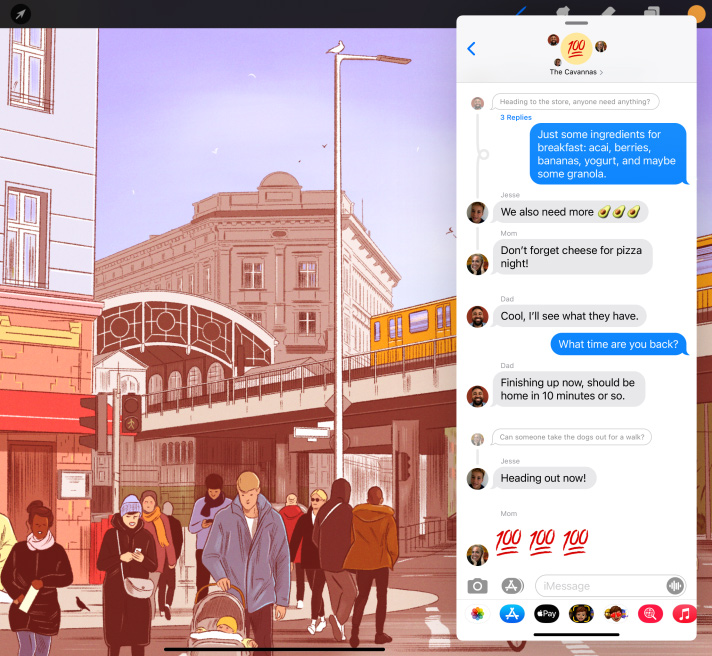 The Cavannas >
Heading to the store, anyone need anything?
3 Replies
Just some ingredients for
breakfast: acai, berries,
bananas, yogurt, and maybe
some granola.
Jesse
We also need more 🥑🥑🥑
Mom
Don’t forget cheese for pizza
night!
Dad
Cool, I’ll see what they have.
What time are you back?
Dad
Finishing up now, should be
home in 10 minutes or so.
Can someone take the dogs out for a walk?
Jesse
Heading out now!
Mom
💯 💯 💯
iMessage
Pay